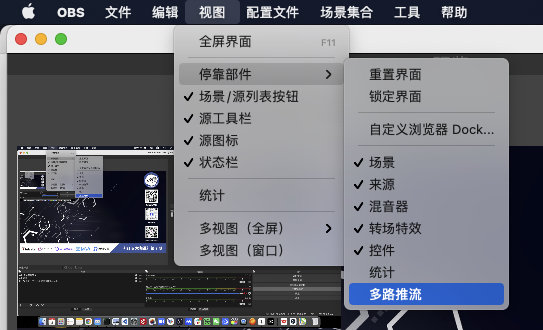 OBS 文件 编辑 视图 配置文件 场景集合 工具 帮助
全屏界面 F11
停靠部件
场景/源列表按钮
源工具栏
源图标
状态栏
统计
多视图（全屏）
多视图（窗口）
重置界面
锁定界面
自定义浏览器 Dock...
场景
来源
混音器
转场特效
控件
统计
多路推流